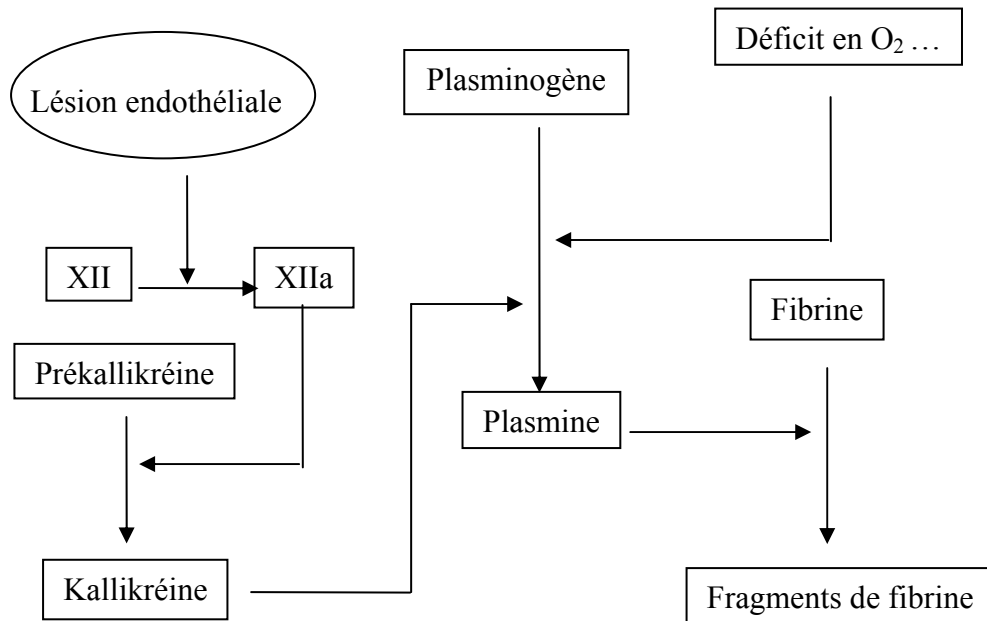 Déficit en O₂ …
Plasminogène
Lésion endothéliale
XII
XIIa
Fibrine
Prékallikréine
Plasmine
Kallikréine
Fragments de fibrine